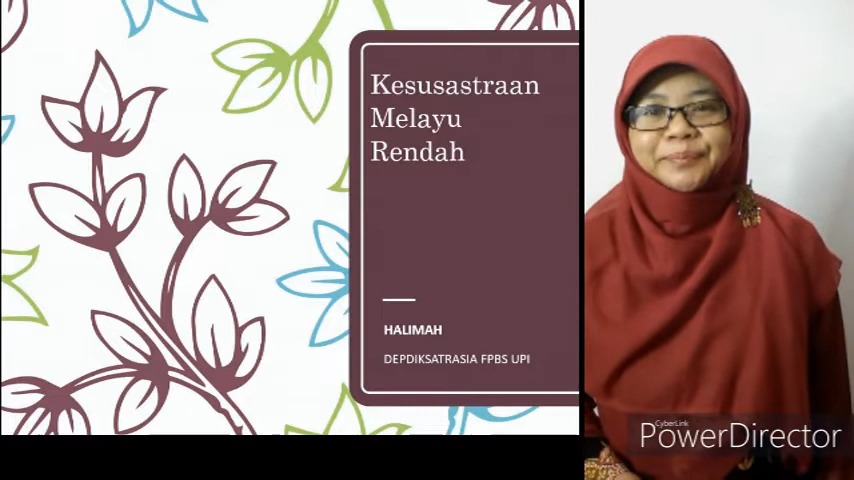 Kesusastraan
Melayu
Rendah
HALIMAH
DEPDIKSATRASIA FPBS UPI
CyberLink
PowerDirector